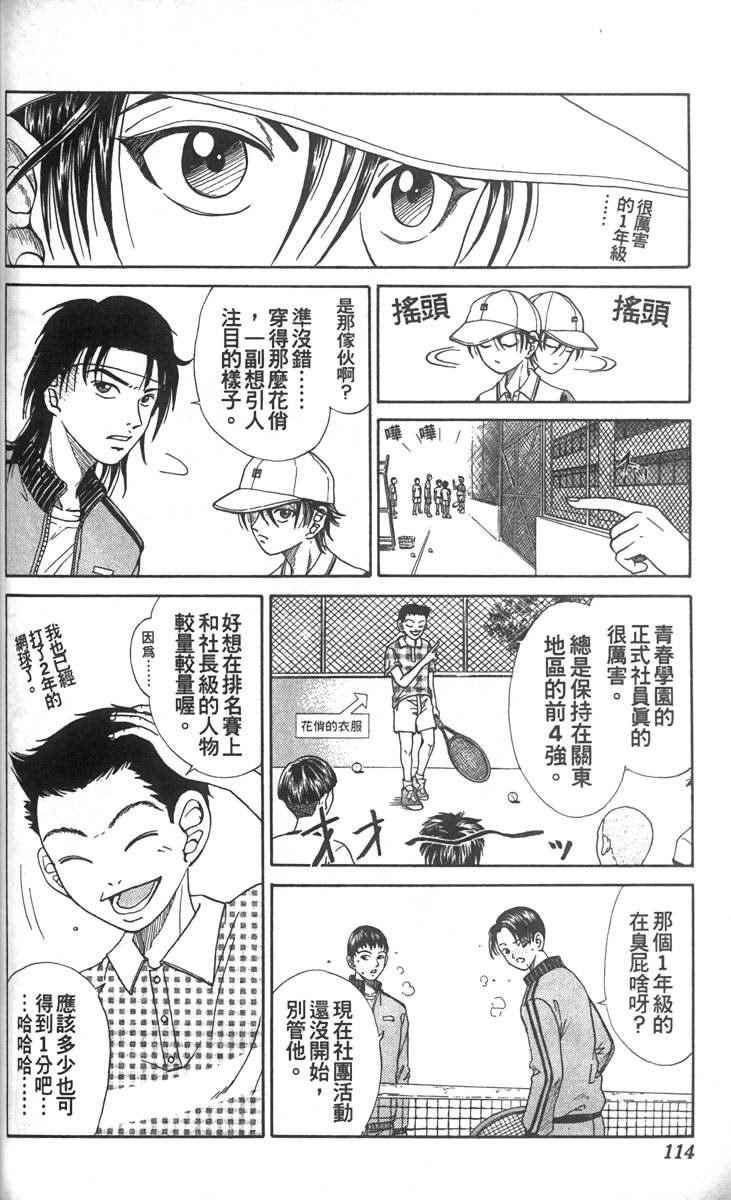 很厲害
的1年級
……
搖頭
搖頭
嘩
嘩
是那傢伙啊？
準沒錯……
穿得那麼花俏
，一副想引人
注目的樣子。
青春學園的
正式社員真的
很厲害。
總是保持在關東
地區的前4強。
花俏的衣服
オオ
好想在排名賽上
和社長級的人物
較量較量喔。
因為……
我也已經
打了2年的
網球了。
那個1年級的
在臭屁啥呀？
現在社團活動
還沒開始，
別管他。
應該多少也可
得到1分吧…
…哈哈哈……
114